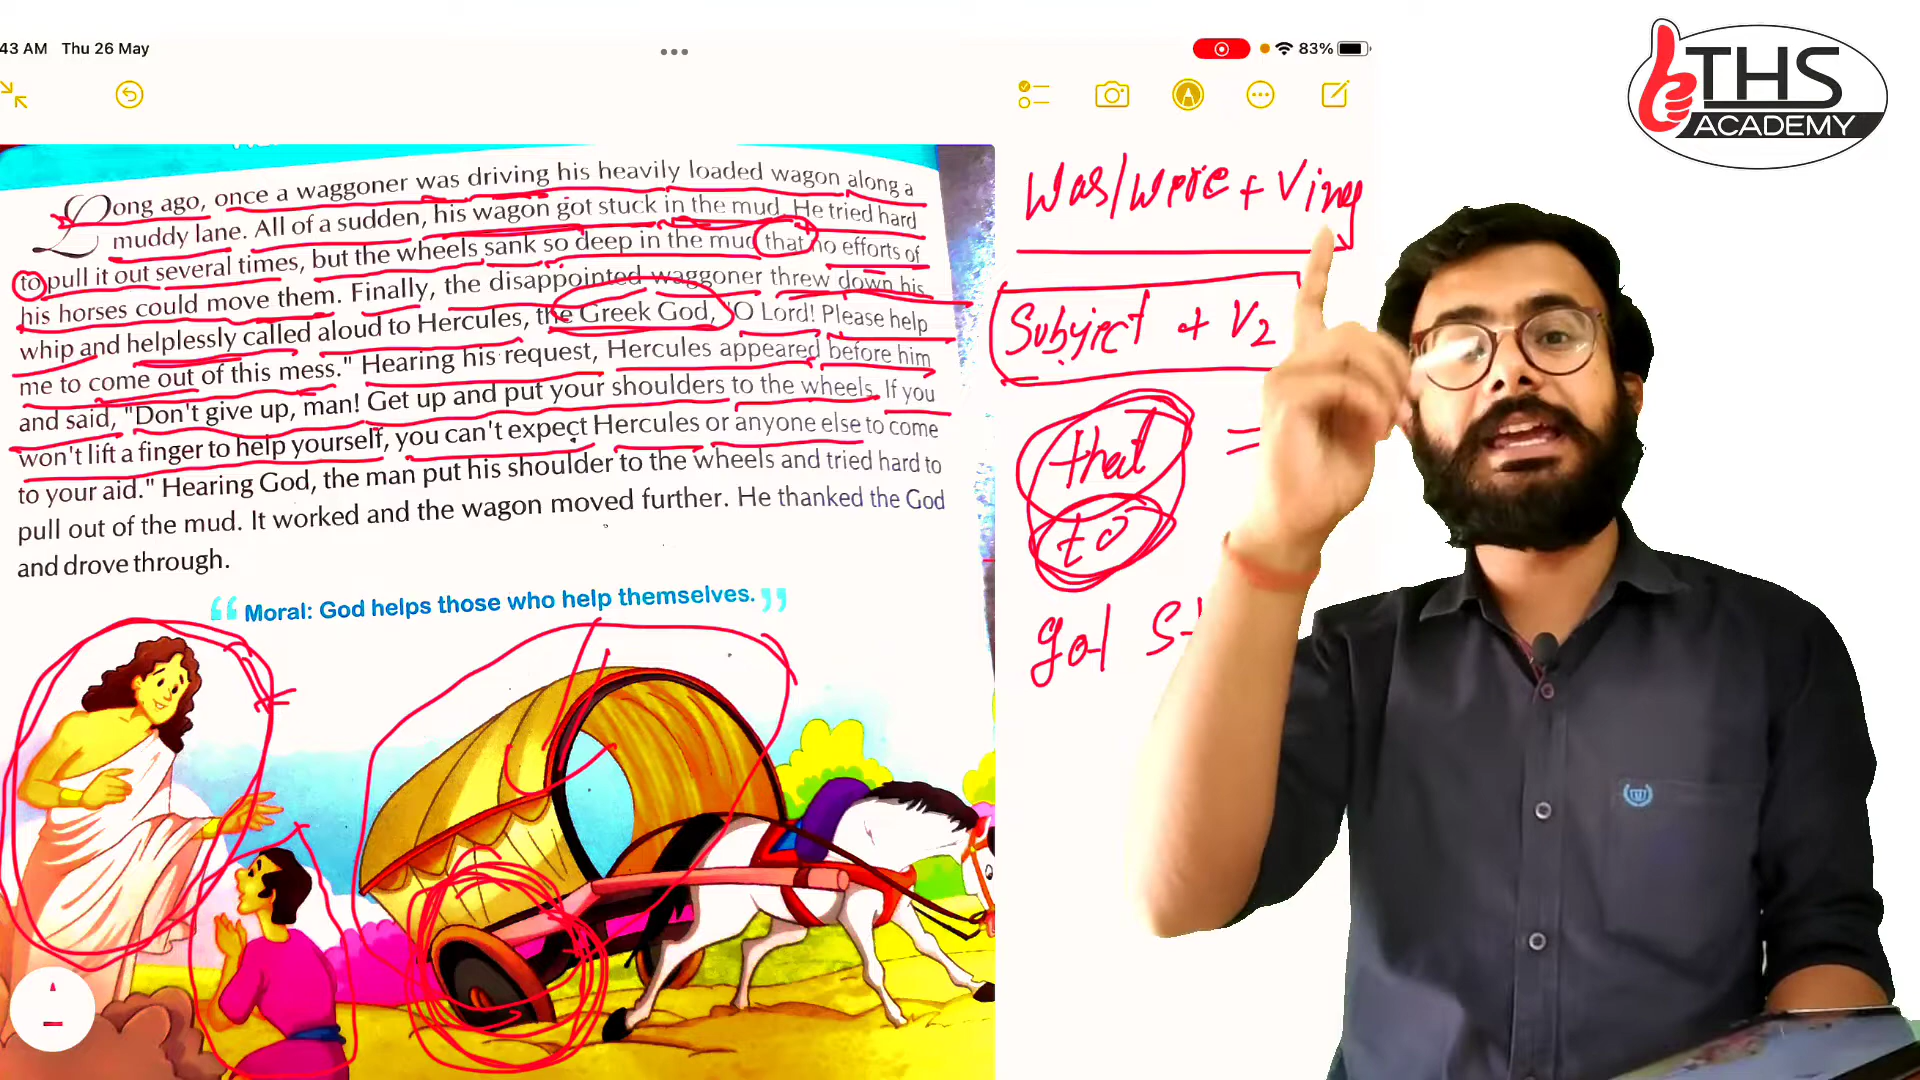 43 AM Thu 26 May
83%
THS
ACADEMY
Long ago, once a waggoner was driving his heavily loaded wagon along a
muddy lane. All of a sudden, his wagon got stuck in the mud. He tried hard
to pull it out several times, but the wheels sank so deep in the mud that no efforts of
his horses could move them. Finally, the disappointed waggoner threw down his
whip and helplessly called aloud to Hercules, the Greek God, "O Lord! Please help
me to come out of this mess." Hearing his request, Hercules appeared before him
and said, "Don't give up, man! Get up and put your shoulders to the wheels. If you
won't lift a finger to help yourself, you can't expect Hercules or anyone else to come
to your aid." Hearing God, the man put his shoulder to the wheels and tried hard to
pull out of the mud. It worked and the wagon moved further. He thanked the God
and drove through.
"Moral: God helps those who help themselves."
Was/Were + Ving
Subject + V2
that =
to